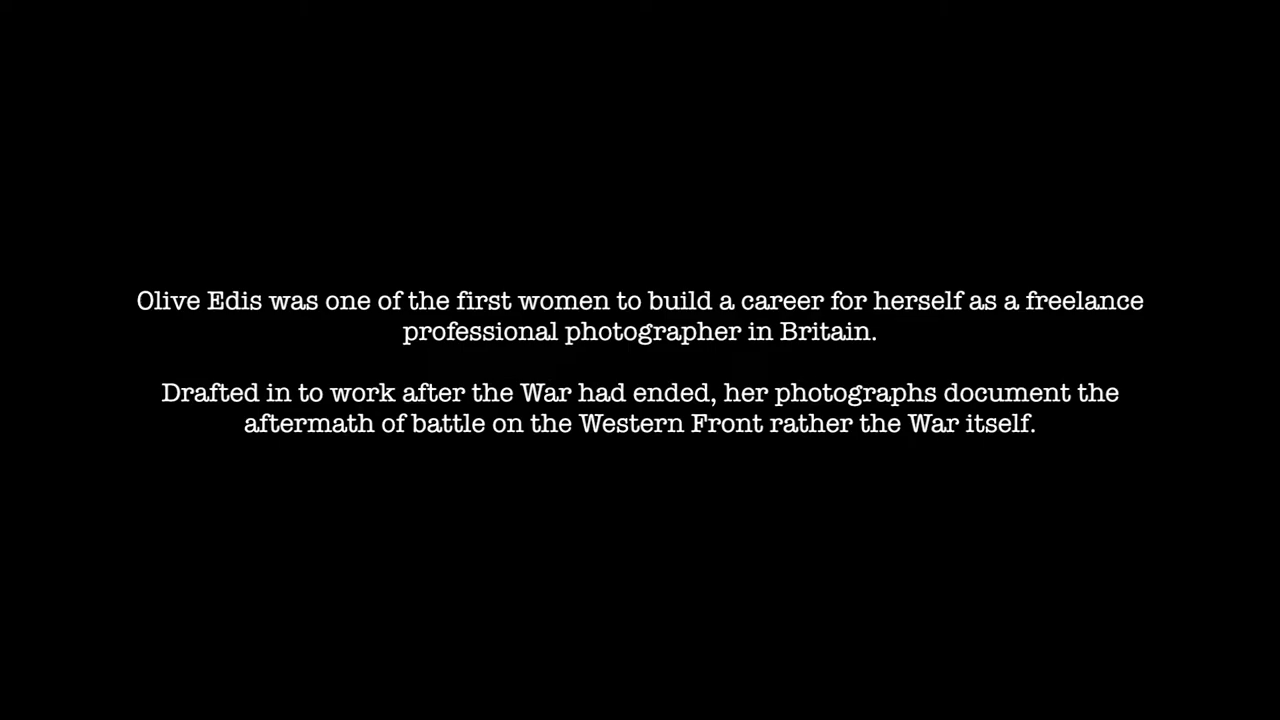 Olive Edis was one of the first women to build a career for herself as a freelance
professional photographer in Britain.
Drafted in to work after the War had ended, her photographs document the
aftermath of battle on the Western Front rather the War itself.